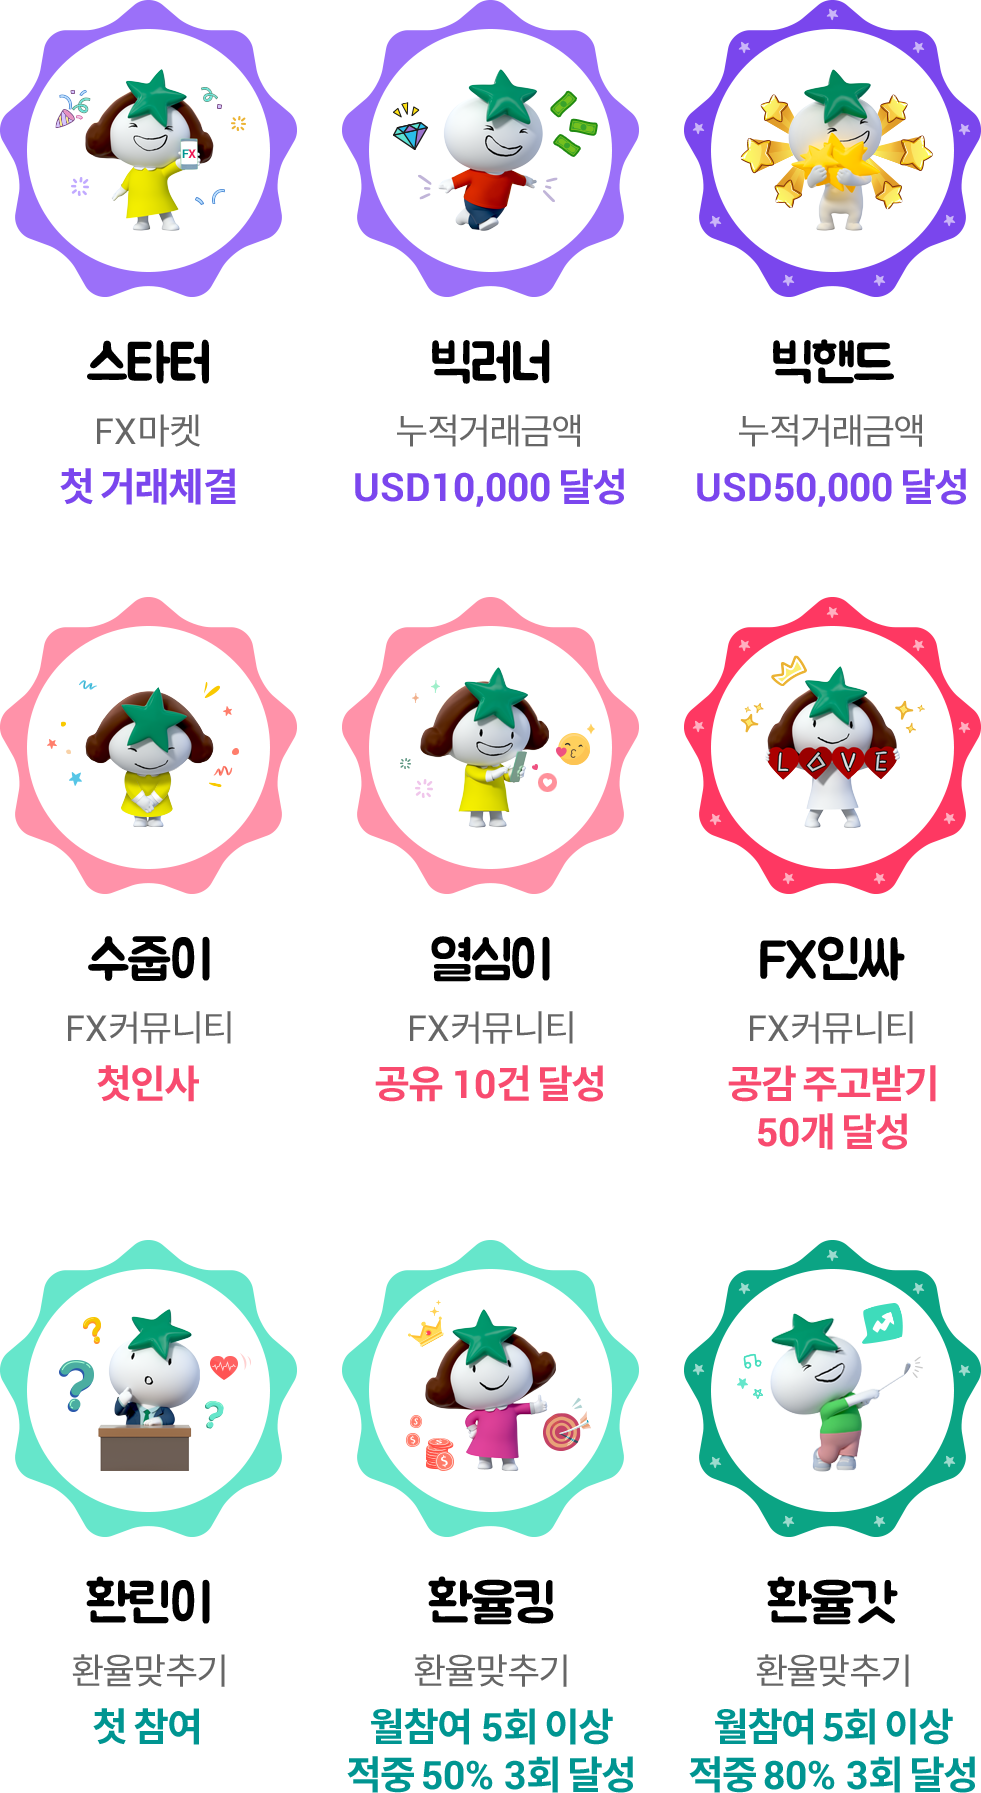 FX
스타터
FX마켓
첫 거래체결
빅러너
누적거래금액
USD10,000 달성
빅핸드
누적거래금액
USD50,000 달성
LOVE
수줍이
FX커뮤니티
첫인사
열심이
FX커뮤니티
공유 10건 달성
FX인싸
FX커뮤니티
공감 주고받기
50개 달성
? ? ?
$ $ $
환린이
환율맞추기
첫 참여
환율킹
환율맞추기
월참여 5회 이상
적중 50% 3회 달성
환율갓
환율맞추기
월참여 5회 이상
적중 80% 3회 달성